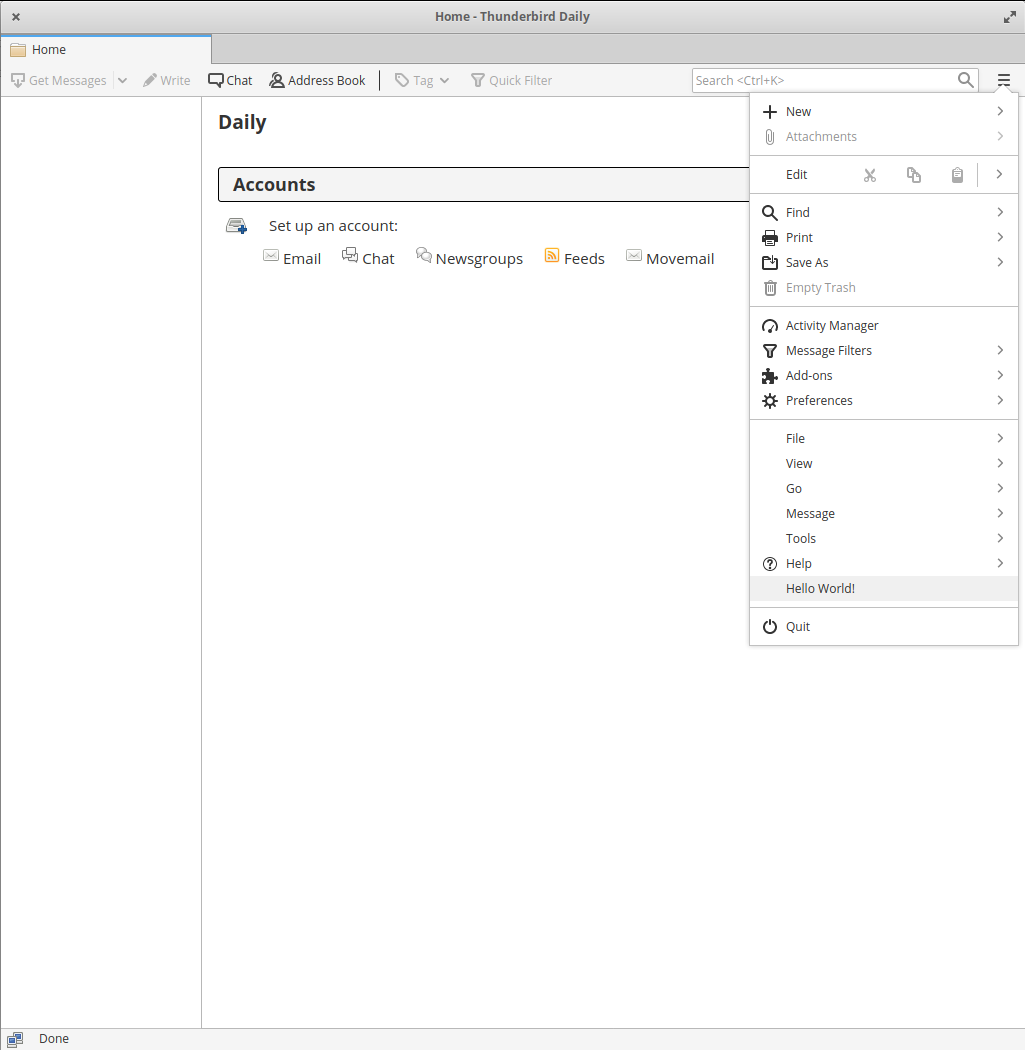 Home - Thunderbird Daily
Home
Get Messages Write Chat Address Book Tag Quick Filter Search <Ctrl+K>
Daily
Accounts
Set up an account:
Email Chat Newsgroups Feeds Movemail
New
Attachments
Edit
Find
Print
Save As
Empty Trash
Activity Manager
Message Filters
Add-ons
Preferences
File
View
Go
Message
Tools
Help
Hello World!
Quit
Done